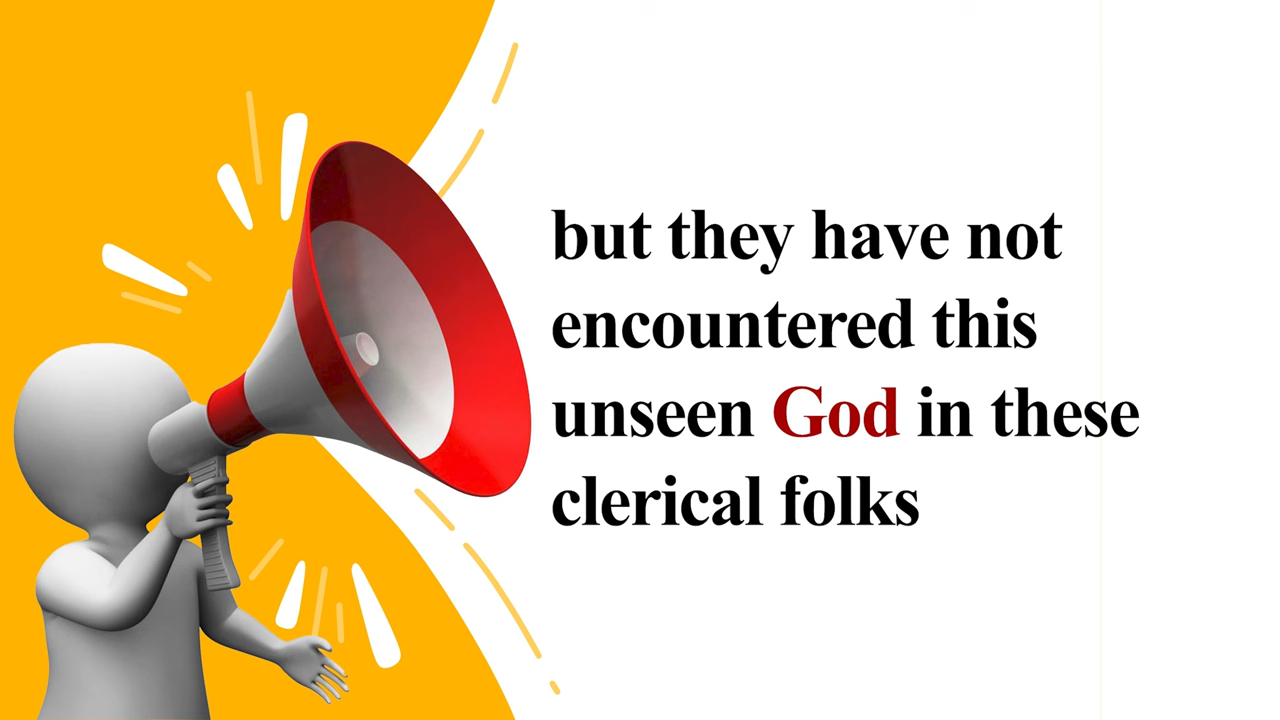 but they have not
encountered this
unseen God in these
clerical folks